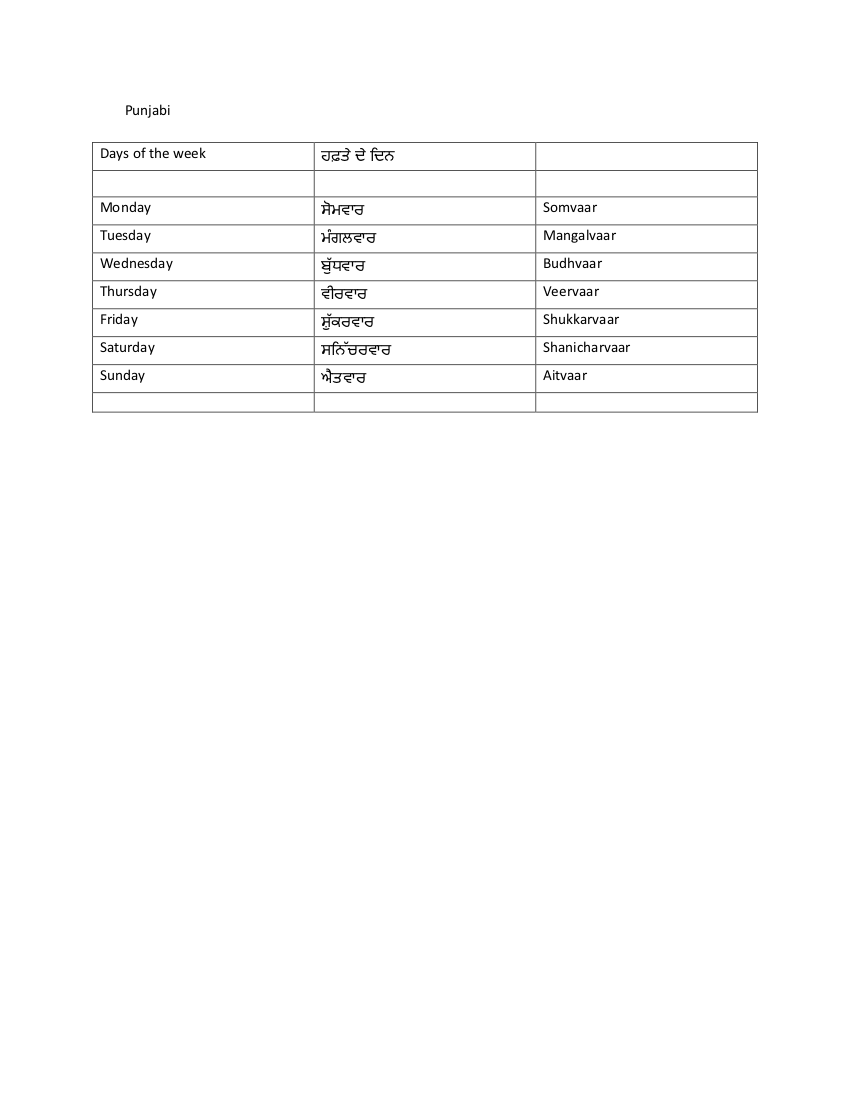 Punjabi
Days of the week ਹਫ਼ਤੇ ਦੇ ਦਿਨ
Monday ਸੋਮਵਾਰ Somvaar
Tuesday ਮੰਗਲਵਾਰ Mangalvaar
Wednesday ਬੁੱਧਵਾਰ Budhvaar
Thursday ਵੀਰਵਾਰ Veervaar
Friday ਸ਼ੁੱਕਰਵਾਰ Shukkarvaar
Saturday ਸਨਿੱਚਰਵਾਰ Shanicharvaar
Sunday ਐਤਵਾਰ Aitvaar